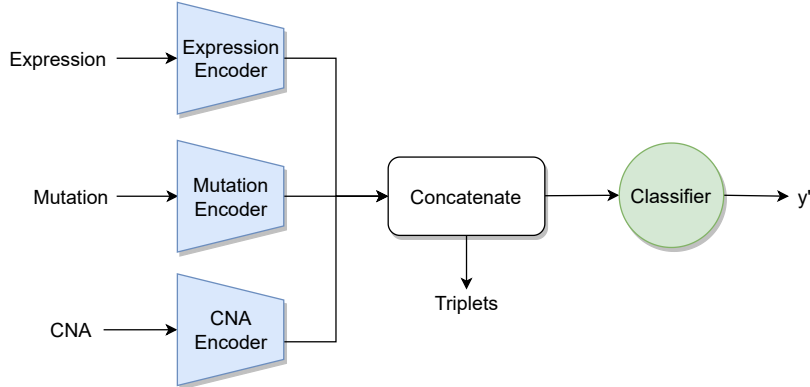 Expression
Expression
Encoder
Mutation
Mutation
Encoder
Concatenate
Classifier
y'
Triplets
CNA
CNA
Encoder